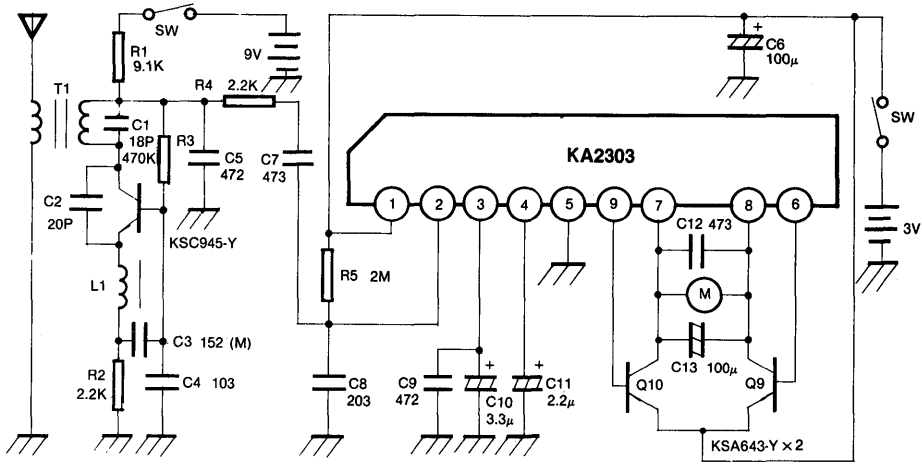 SW
R1
9.1K
9V
+
C6
100μ
T1
R4 2.2K
C1
18P
470K
R3
C5
472
C7
473
KA2303
SW
1
2
3
4
5
9
7
8
6
C2
20P
KSC945-Y
C12 473
3V
R5 2M
M
L1
C3 152 (M)
C13
100μ
R2
2.2K
C4 103
C8
203
C9
472
+
C10
3.3μ
+
C11
2.2μ
Q10
Q9
KSA643-Y × 2